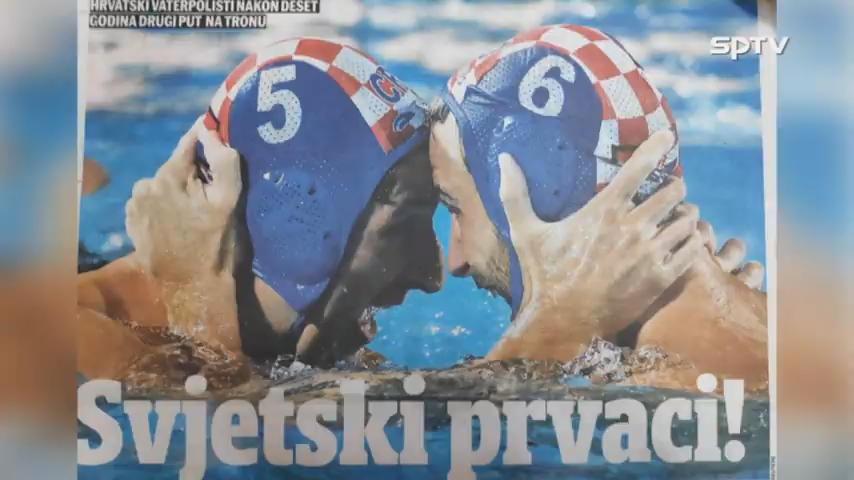 HRVATSKI VATERPOLISTI NAKON DESET
GODINA DRUGI PUT NA TRONU
SPTV
5
6
Svjetski prvaci!